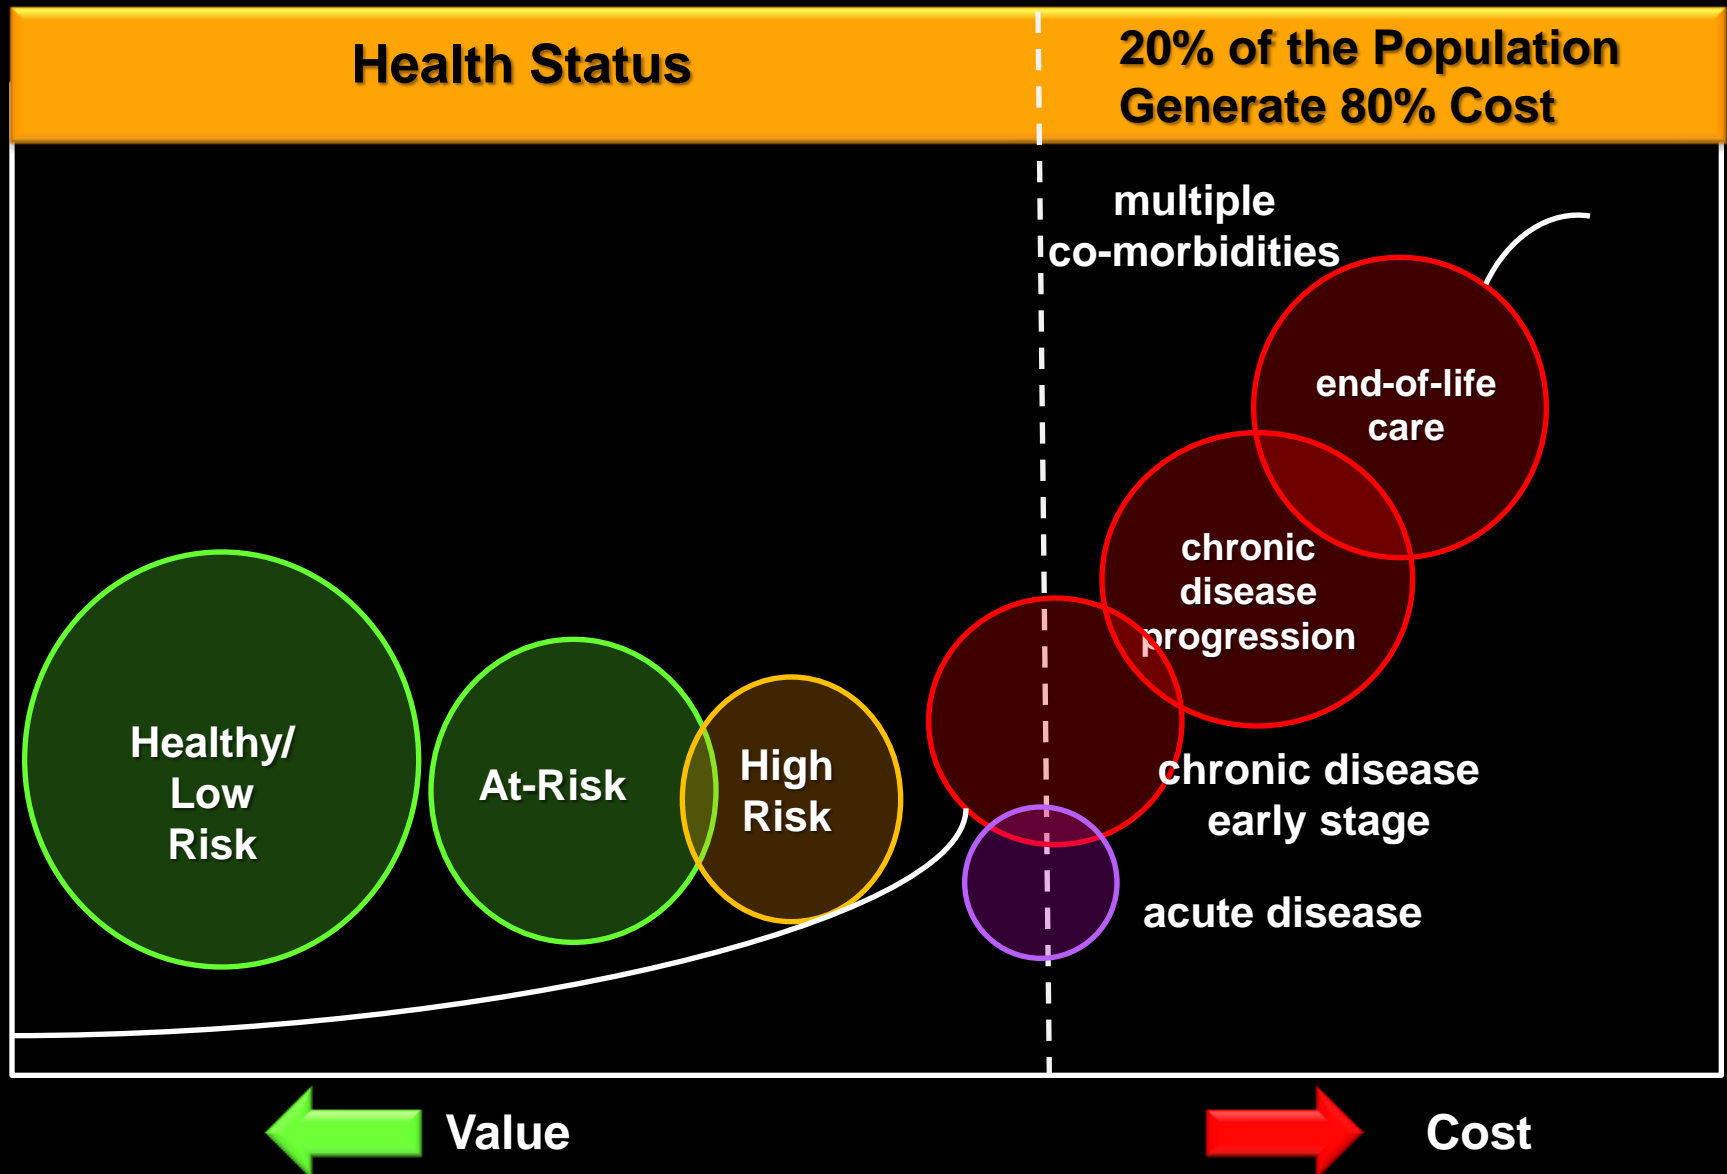 Health Status
20% of the Population
Generate 80% Cost
multiple
co-morbidities
end-of-life
care
chronic
disease
progression
Healthy/
Low
Risk
At-Risk
High
Risk
chronic disease
early stage
acute disease
Value
Cost